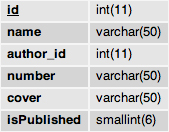 id int(11)
name varchar(50)
author_id int(11)
number varchar(50)
cover varchar(50)
isPublished smallint(6)